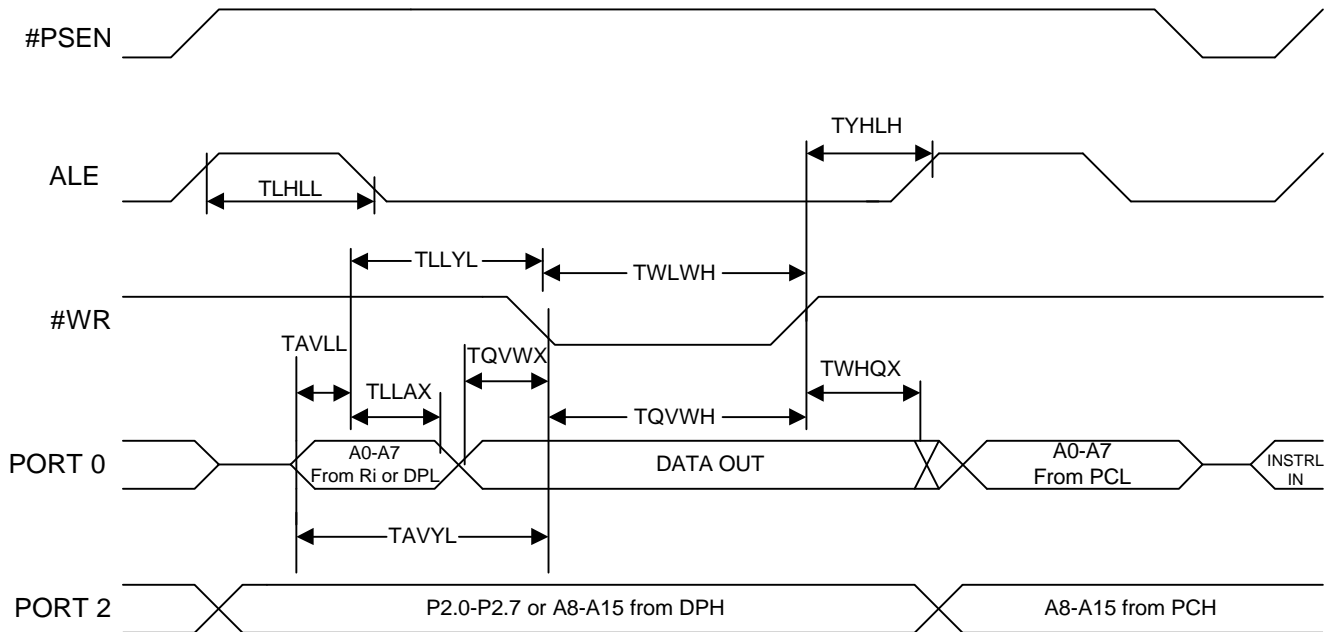 #PSEN
TYHLH
ALE
TLHLL
TLLYL
TWLWH
#WR
TAVLL
TQVWX
TWHQX
TLLAX
TQVWH
PORT 0
A0-A7
From Ri or DPL
DATA OUT
A0-A7
From PCL
INSTRL
IN
TAVYL
PORT 2
P2.0-P2.7 or A8-A15 from DPH
A8-A15 from PCH